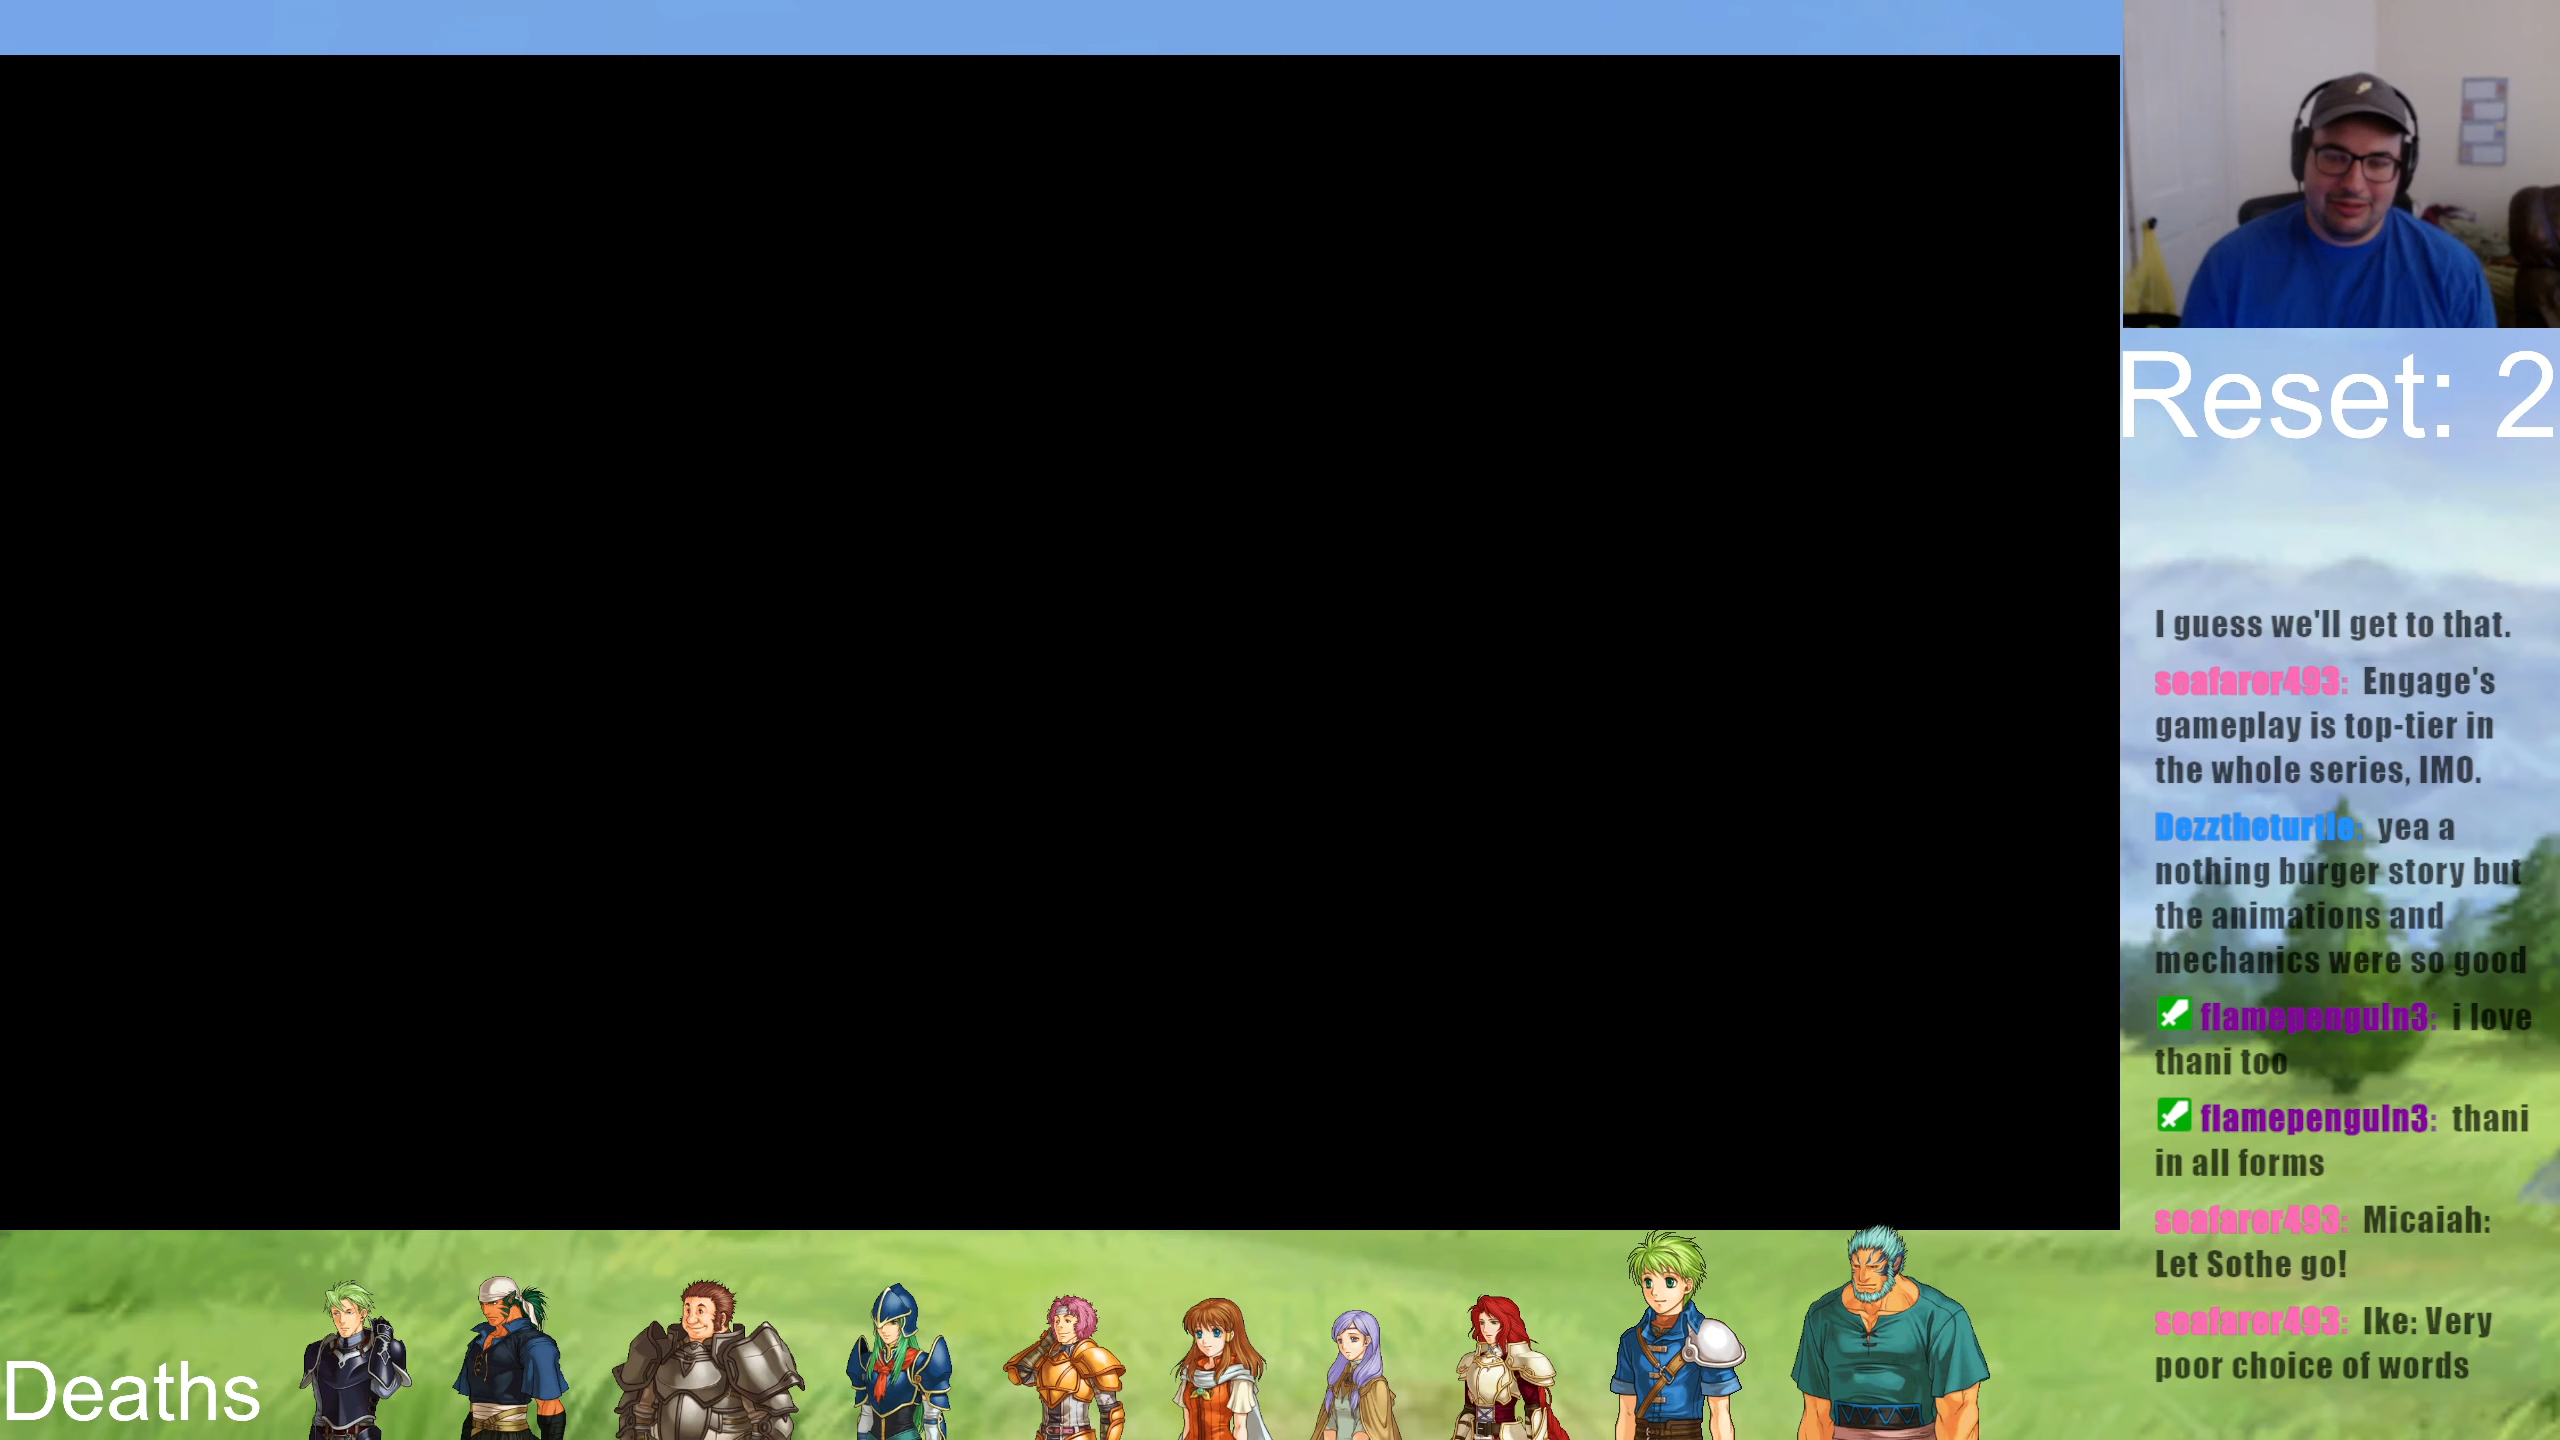 Reset: 2
I guess we'll get to that.
seafarer493: Engage's
gameplay is top-tier in
the whole series, IMO.
Dezztheturtle: yea a
nothing burger story but
the animations and
mechanics were so good
flamepenguin3: i love
thani too
flamepenguin3: thani
in all forms
seafarer493: Micaiah:
Let Sothe go!
seafarer493: Ike: Very
poor choice of words
Deaths